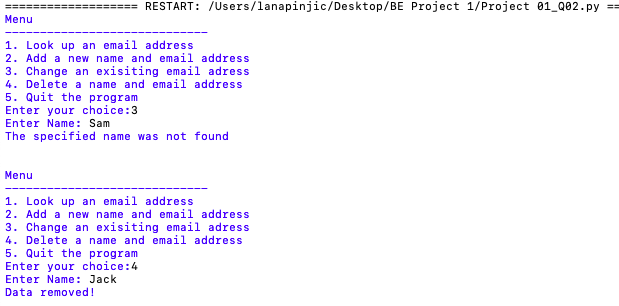 ==================== RESTART: /Users/lanapinjic/Desktop/BE Project 1/Project 01_Q02.py ==
Menu
-----------------------------
1. Look up an email address
2. Add a new name and email adress
3. Change an exisiting email adress
4. Delete a name and email address
5. Quit the program
Enter your choice:3
Enter Name: Sam
The specified name was not found
Menu
-----------------------------
1. Look up an email address
2. Add a new name and email adress
3. Change an exisiting email adress
4. Delete a name and email address
5. Quit the program
Enter your choice:4
Enter Name: Jack
Data removed!